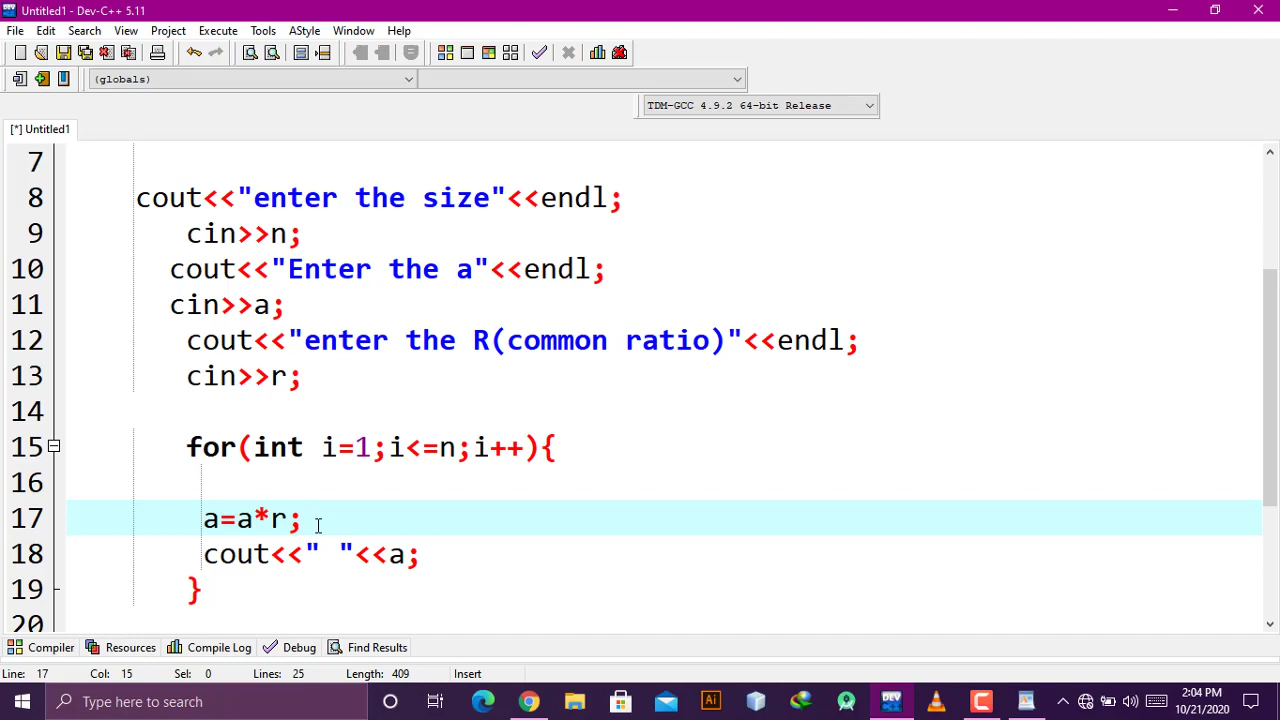 Untitled1 - Dev-C++ 5.11
File Edit Search View Project Execute Tools AStyle Window Help
(globals)
TDM-GCC 4.9.2 64-bit Release
[*] Untitled1
7
8 cout<<"enter the size"<<endl;
9 cin>>n;
10 cout<<"Enter the a"<<endl;
11 cin>>a;
12 cout<<"enter the R(common ratio)"<<endl;
13 cin>>r;
14
15 for(int i=1;i<=n;i++){
16
17 a=a*r;
18 cout<<" "<<a;
19 }
20
Compiler Resources Compile Log Debug Find Results
Line: 17 Col: 15 Sel: 0 Lines: 25 Length: 409 Insert
Type here to search
Ai
DEV
2:04 PM
10/21/2020